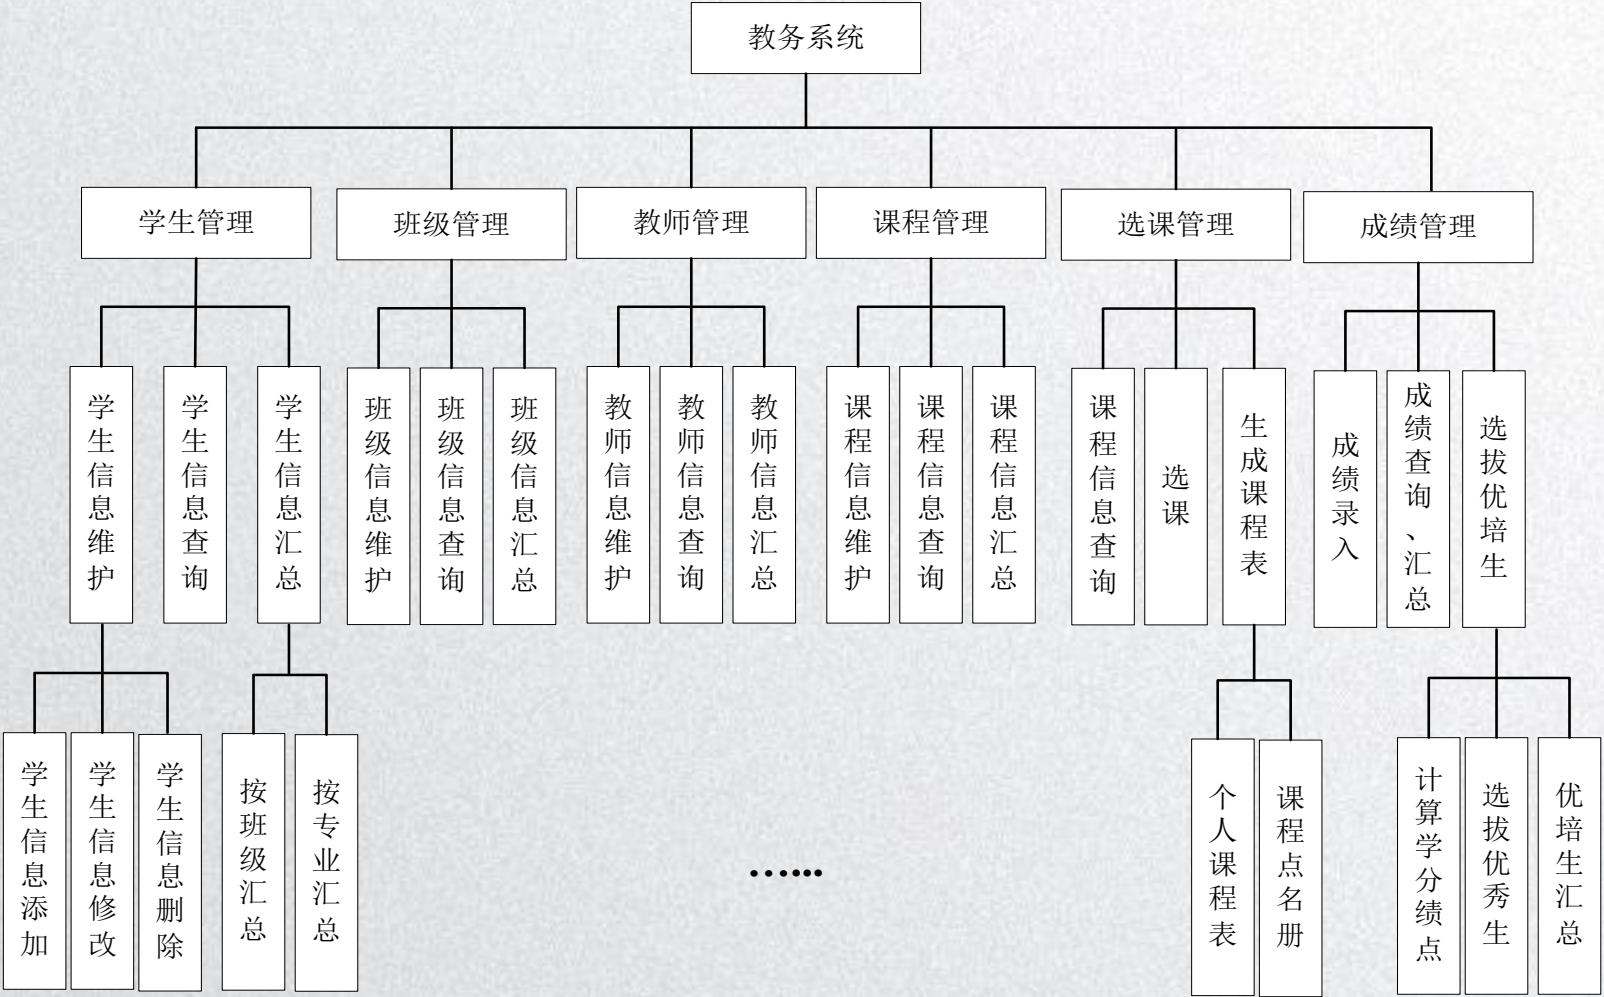 教务系统
学生管理
班级管理
教师管理
课程管理
选课管理
成绩管理
学生信息维护
学生信息查询
学生信息汇总
班级信息维护
班级信息查询
班级信息汇总
教师信息维护
教师信息查询
教师信息汇总
课程信息维护
课程信息查询
课程信息汇总
课程信息查询
选课
生成课程表
成绩录入
成绩查询、汇总
选拔优培生
学生信息添加
学生信息修改
学生信息删除
按班级汇总
按专业汇总
……
个人课程表
课程点名册
计算学分绩点
选拔优秀生
优培生汇总